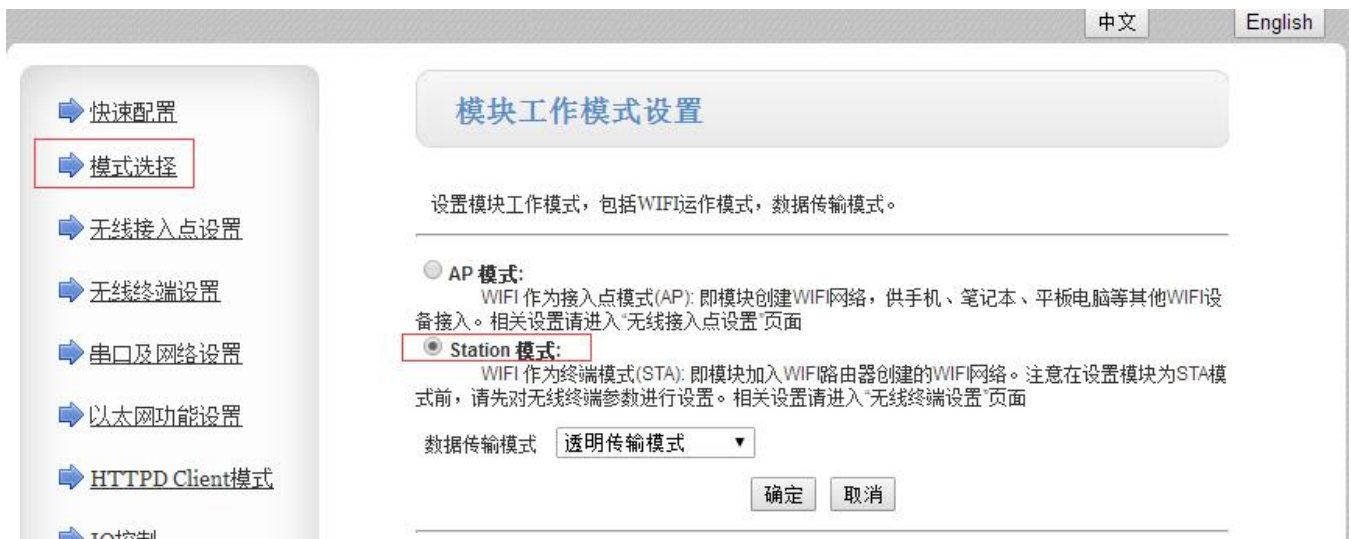 中文 English
快速配置
模式选择
无线接入点设置
无线终端设置
串口及网络设置
以太网功能设置
HTTPD Client模式
IO控制
模块工作模式设置
设置模块工作模式，包括WIFI运作模式，数据传输模式。
AP 模式:
WIFI 作为接入点模式(AP): 即模块创建WIFI网络，供手机、笔记本、平板电脑等其他WIFI设
备接入。相关设置请进入“无线接入点设置”页面
Station 模式:
WIFI 作为终端模式(STA): 即模块加入WIFI路由器创建的WIFI网络。注意在设置模块为STA模
式前，请先对无线终端参数进行设置。相关设置请进入“无线终端设置”页面
数据传输模式 透明传输模式
确定 取消